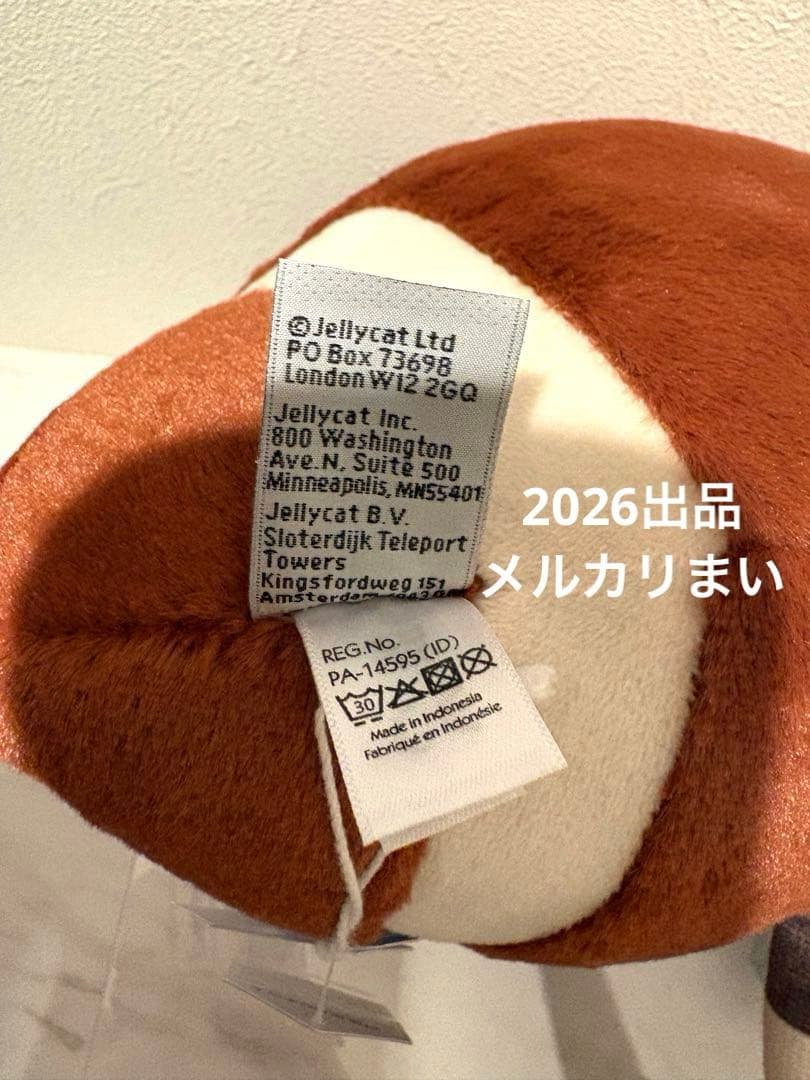 ©Jellycat Ltd
PO Box 73698
London W12 2GQ
Jellycat Inc.
800 Washington
Ave.N. Suite 500
Minneapolis, MN55401
Jellycat B.V.
Sloterdijk Teleport
Towers
Kingsfordweg 151
Amsterdam 1043
REG.No.
PA-14595 (ID)
30
Made in Indonesia
Fabriqué en Indonésie
2026出品
メルカリまい